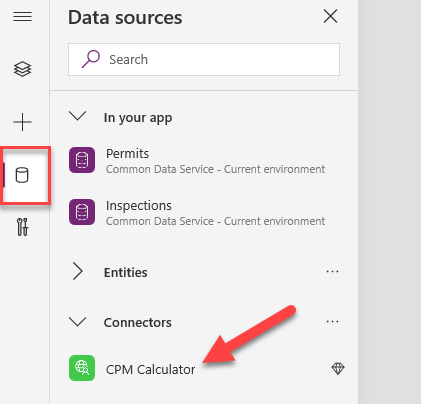 Data sources
Search
In your app
Permits
Common Data Service - Current environment
Inspections
Common Data Service - Current environment
Entities
Connectors
CPM Calculator